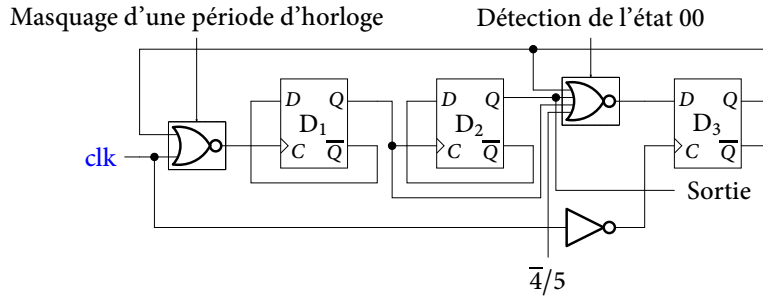 Masquage d'une période d'horloge
Détection de l'état 00
D Q
D₁
C Q̅
D Q
D₂
C Q̅
D Q
D₃
C Q̅
clk
Sortie
4̅/5